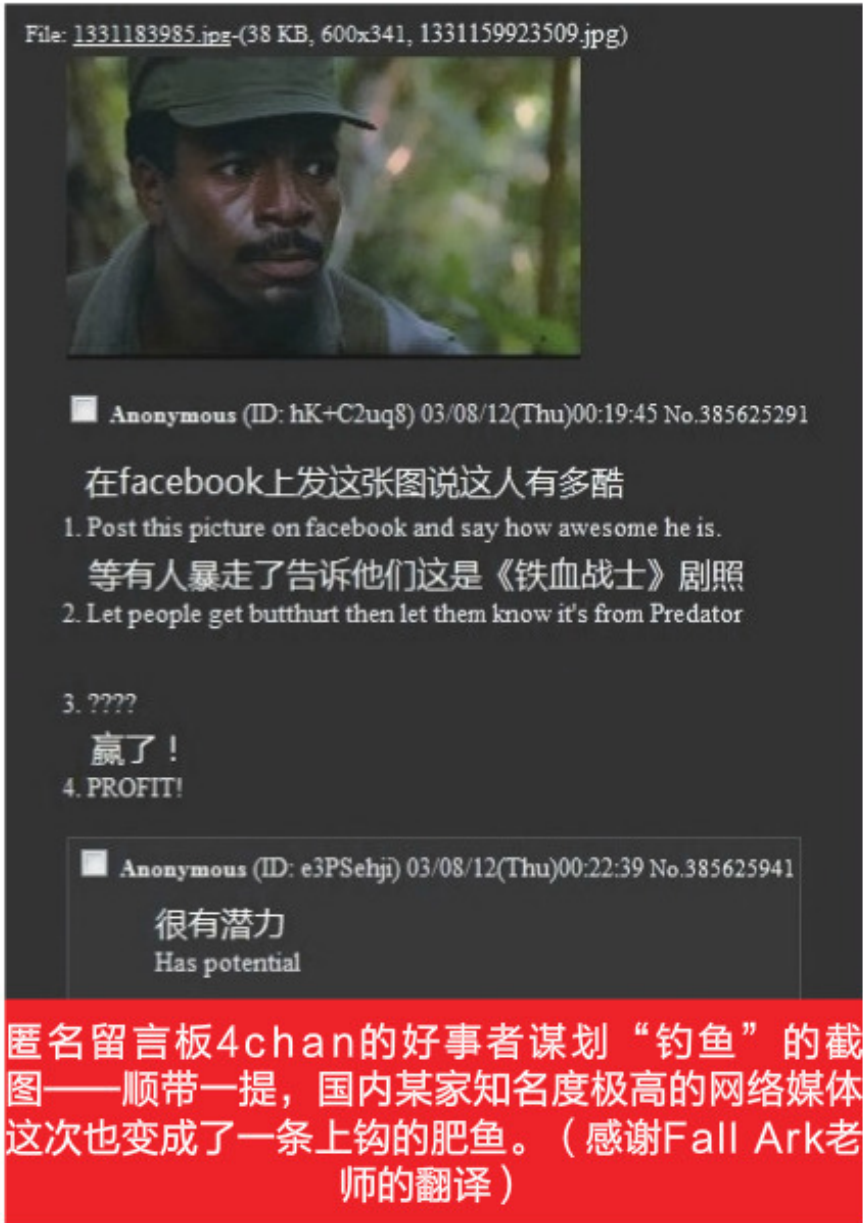 File: 1331183985.jpg-(38 KB, 600x341, 1331159923509.jpg)
Anonymous (ID: hK+C2uq8) 03/08/12(Thu)00:19:45 No.385625291
在facebook上发这张图说这人有多酷
1. Post this picture on facebook and say how awesome he is.
等有人暴走了告诉他们这是《铁血战士》剧照
2. Let people get butthurt then let them know it's from Predator
3. ????
赢了！
4. PROFIT!
Anonymous (ID: e3PSehji) 03/08/12(Thu)00:22:39 No.385625941
很有潜力
Has potential
匿名留言板4chan的好事者谋划“钓鱼”的截
图——顺带一提，国内某家知名度极高的网络媒体
这次也变成了一条上钩的肥鱼。（感谢Fall Ark老
师的翻译）